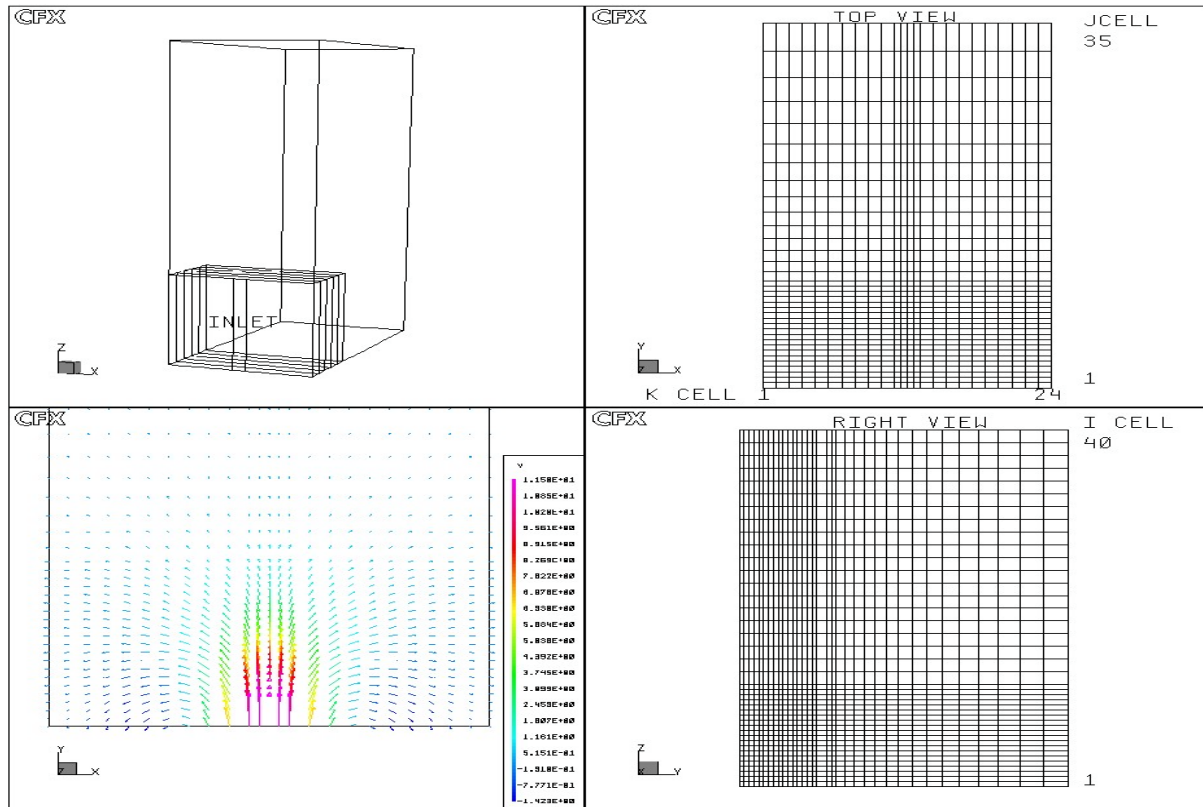 CFX
INLET
Z
X
CFX
TOP VIEW
JCELL
35
Y
Z
X
1
K CELL 1
24
CFX
V
1.150E+01
1.085E+01
1.020E+01
9.561E+00
8.915E+00
8.269E+00
7.622E+00
6.976E+00
6.330E+00
5.684E+00
5.038E+00
4.392E+00
3.745E+00
3.099E+00
2.453E+00
1.807E+00
1.161E+00
5.151E-01
-1.310E-01
-7.771E-01
-1.423E+00
Y
Z
X
CFX
RIGHT VIEW
I CELL
40
Z
X
Y
1